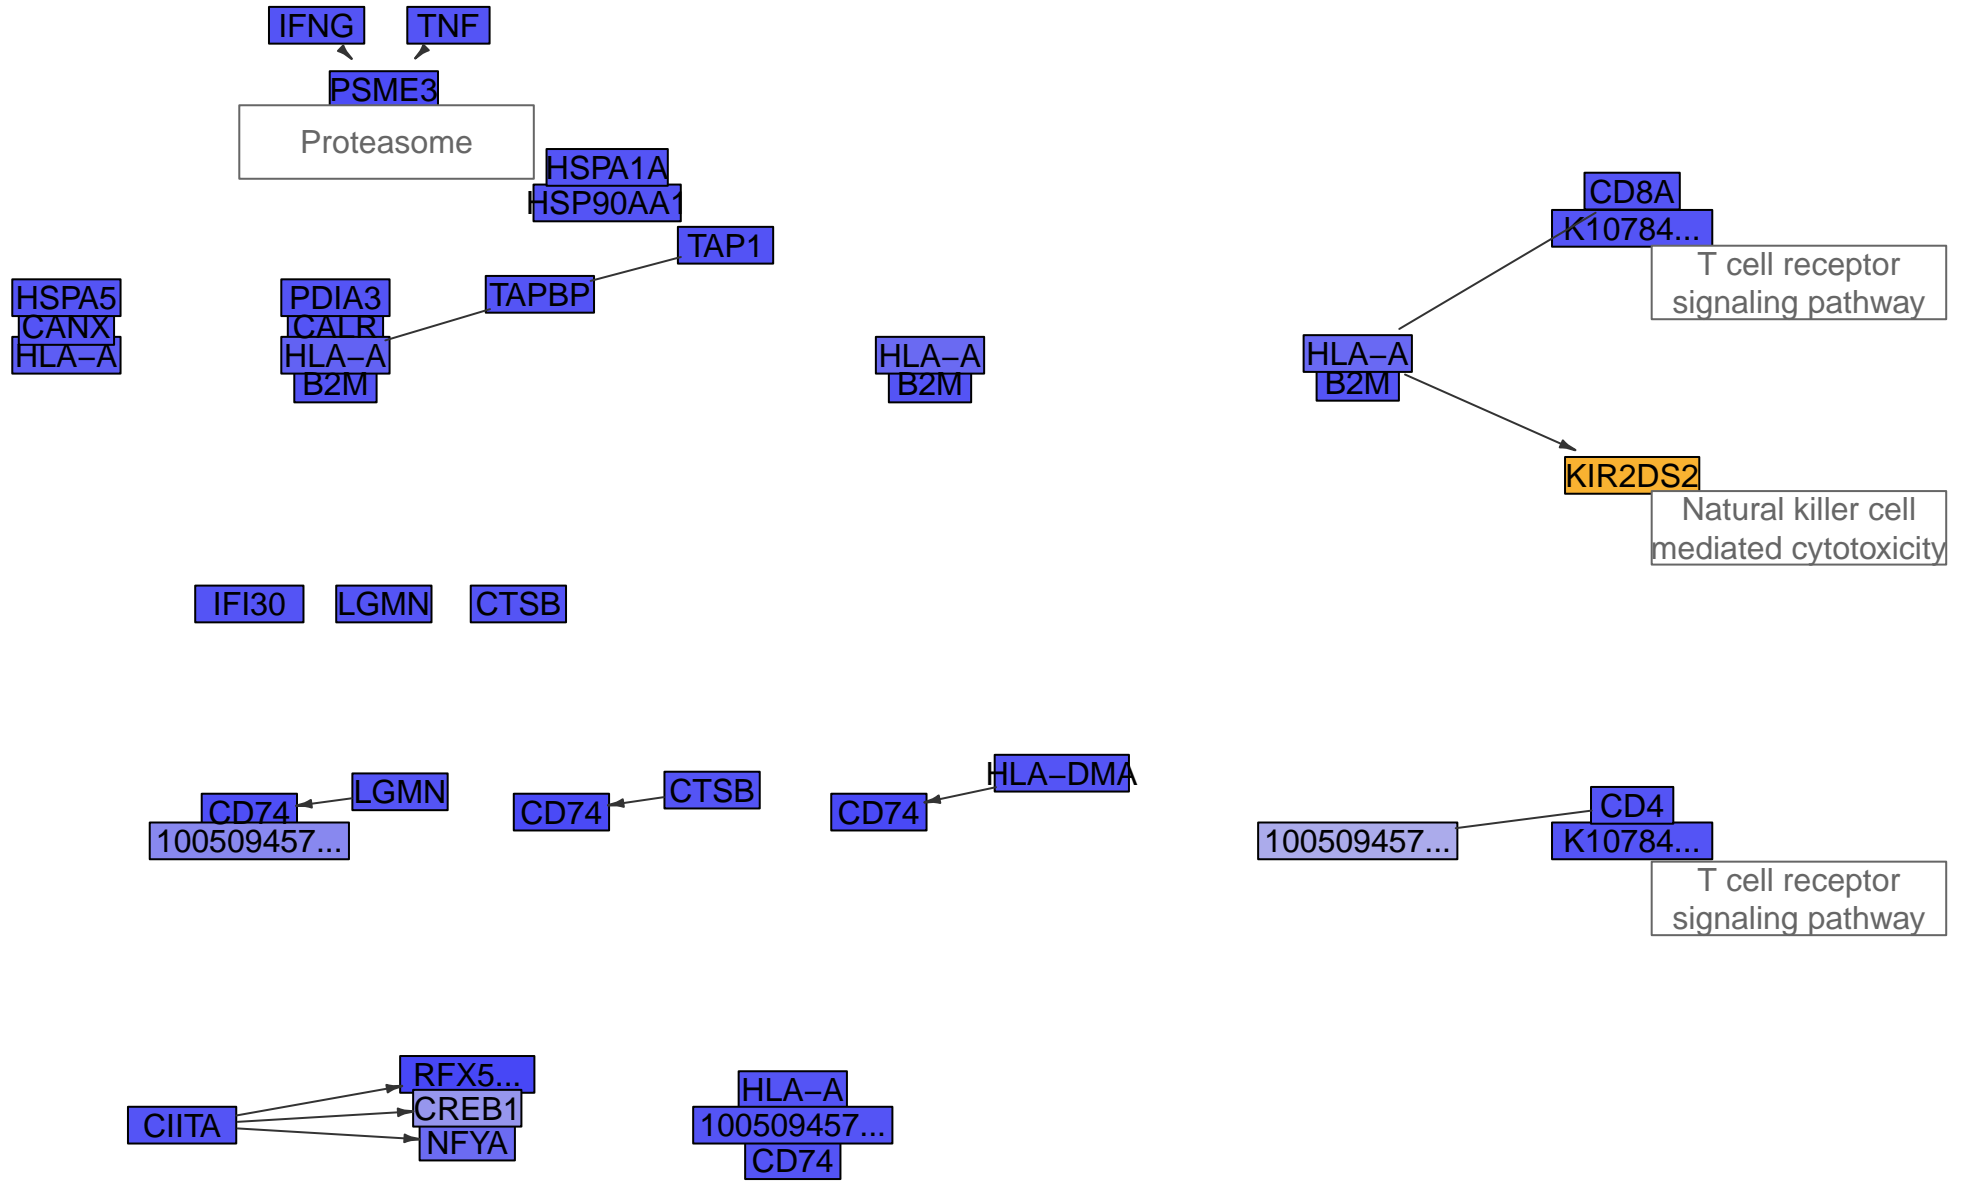 IFNG
TNF
PSME3
Proteasome
HSPA1A
HSP90AA1
TAP1
TAPBP
HSPA5
CANX
HLA−A
PDIA3
CALR
HLA−A
B2M
HLA−A
B2M
CD8A
K10784...
T cell receptor
signaling pathway
HLA−A
B2M
KIR2DS2
Natural killer cell
mediated cytotoxicity
IFI30
LGMN
CTSB
LGMN
CD74
100509457...
CTSB
CD74
HLA−DMA
CD74
CD4
100509457...
K10784...
T cell receptor
signaling pathway
CIITA
RFX5...
CREB1
NFYA
HLA−A
100509457...
CD74